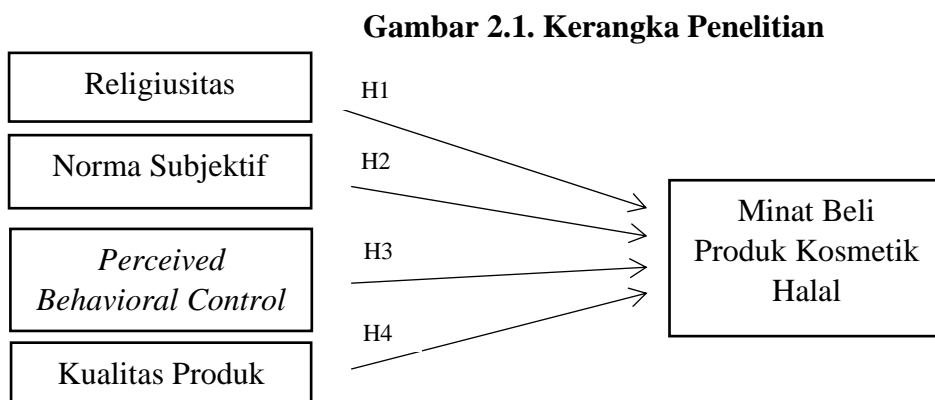 Gambar 2.1. Kerangka Penelitian
Religiusitas
H1
Norma Subjektif
H2
Perceived
Behavioral Control
H3
Kualitas Produk
H4
Minat Beli
Produk Kosmetik
Halal